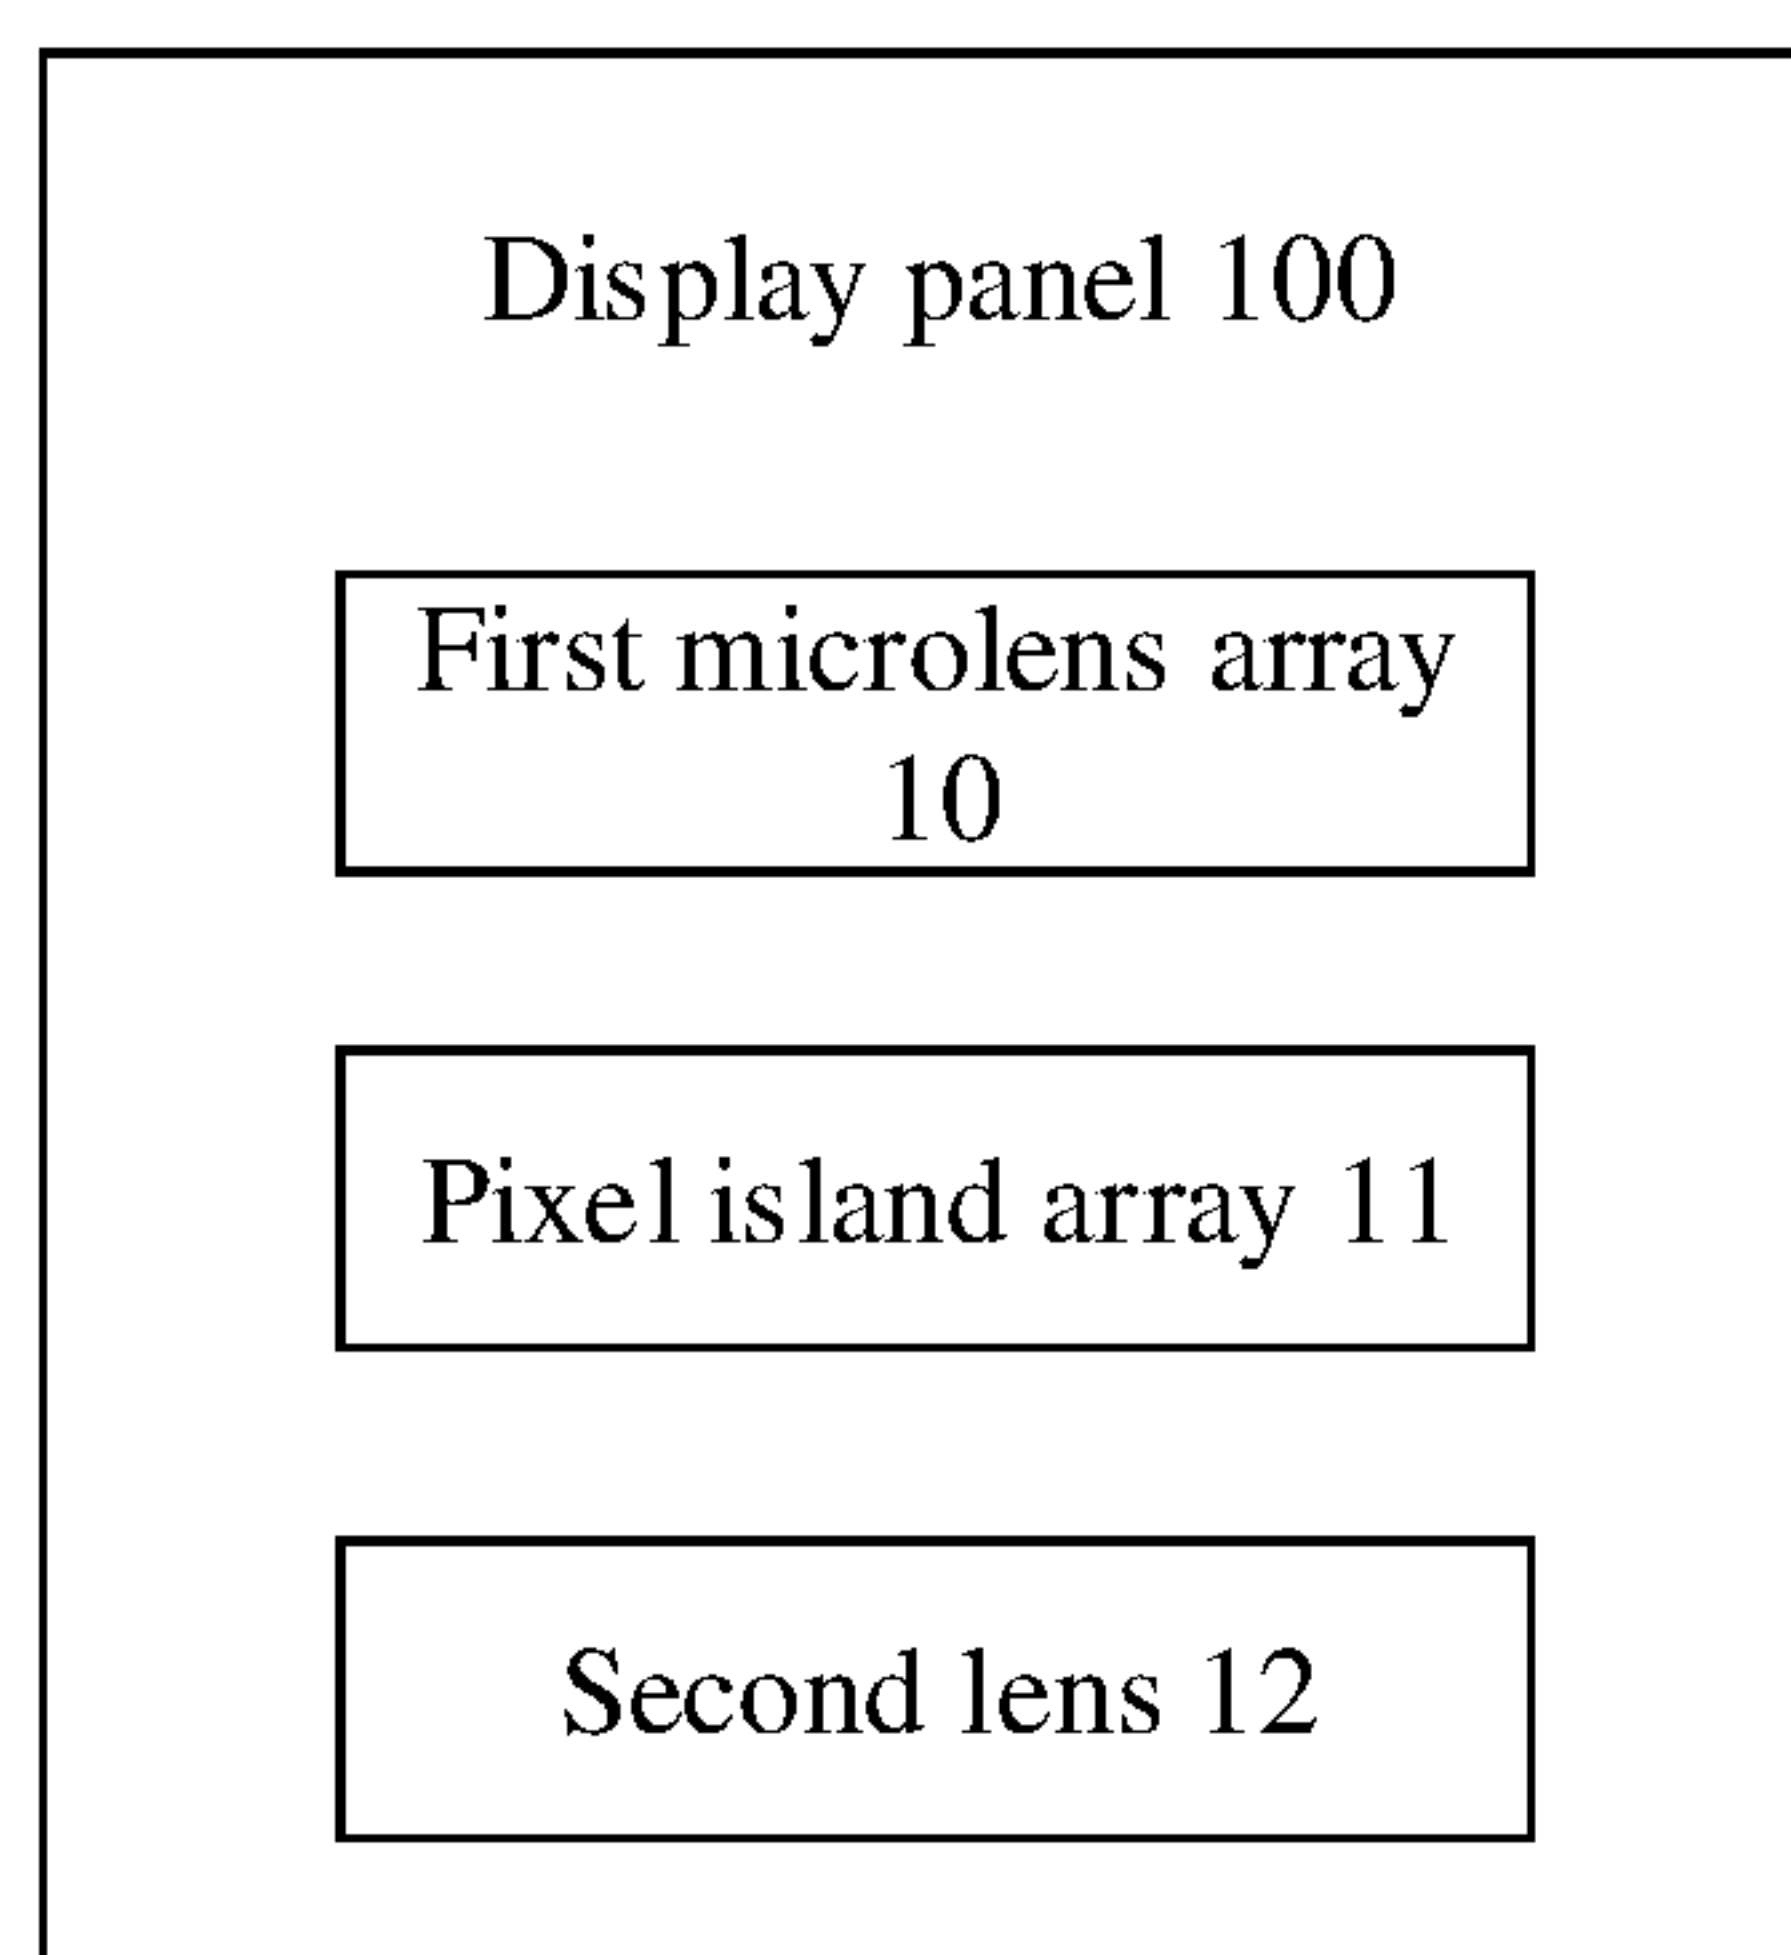 Display panel 100
First microlens array
10
Pixel island array 11
Second lens 12